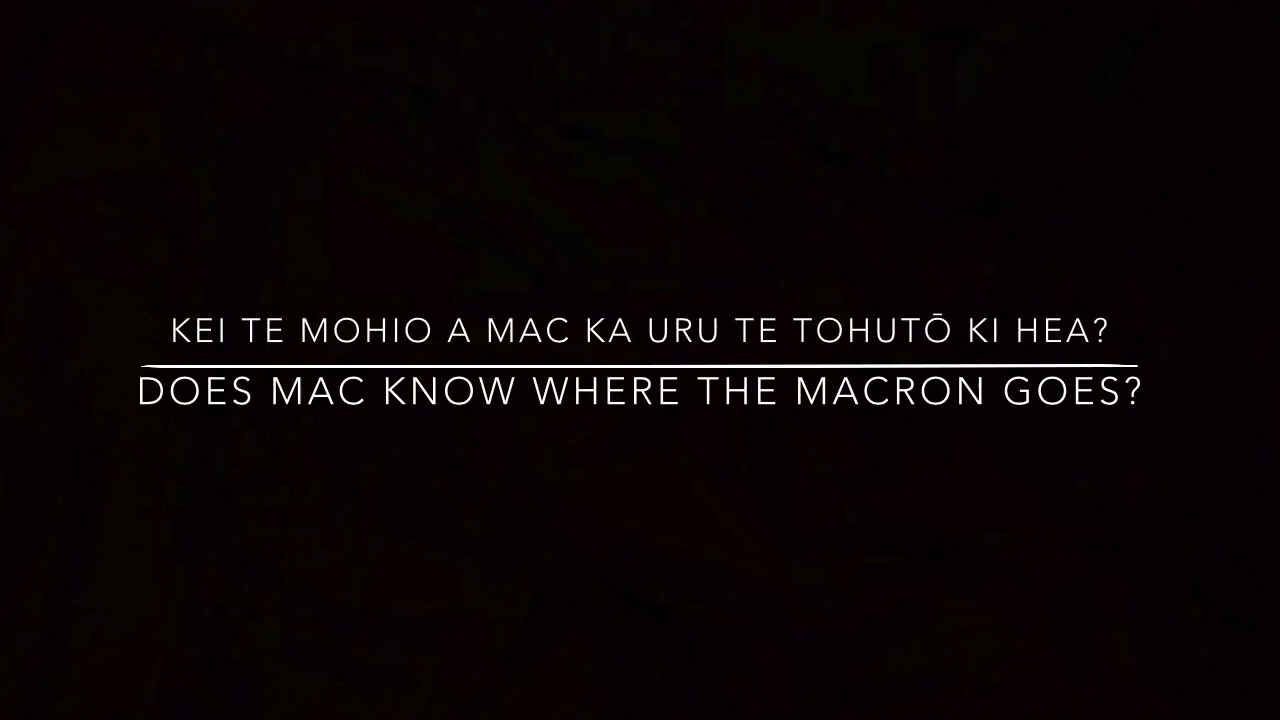 KEI TE MOHIO A MAC KA URU TE TOHUTŌ KI HEA?
DOES MAC KNOW WHERE THE MACRON GOES?